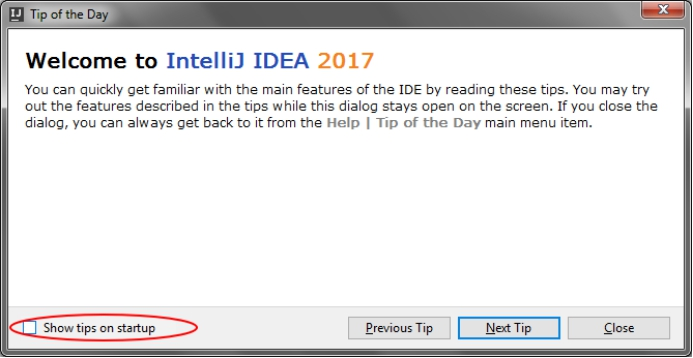 Tip of the Day
Welcome to IntelliJ IDEA 2017
You can quickly get familiar with the main features of the IDE by reading these tips. You may try
out the features described in the tips while this dialog stays open on the screen. If you close the
dialog, you can always get back to it from the Help | Tip of the Day main menu item.
Show tips on startup
Previous Tip
Next Tip
Close